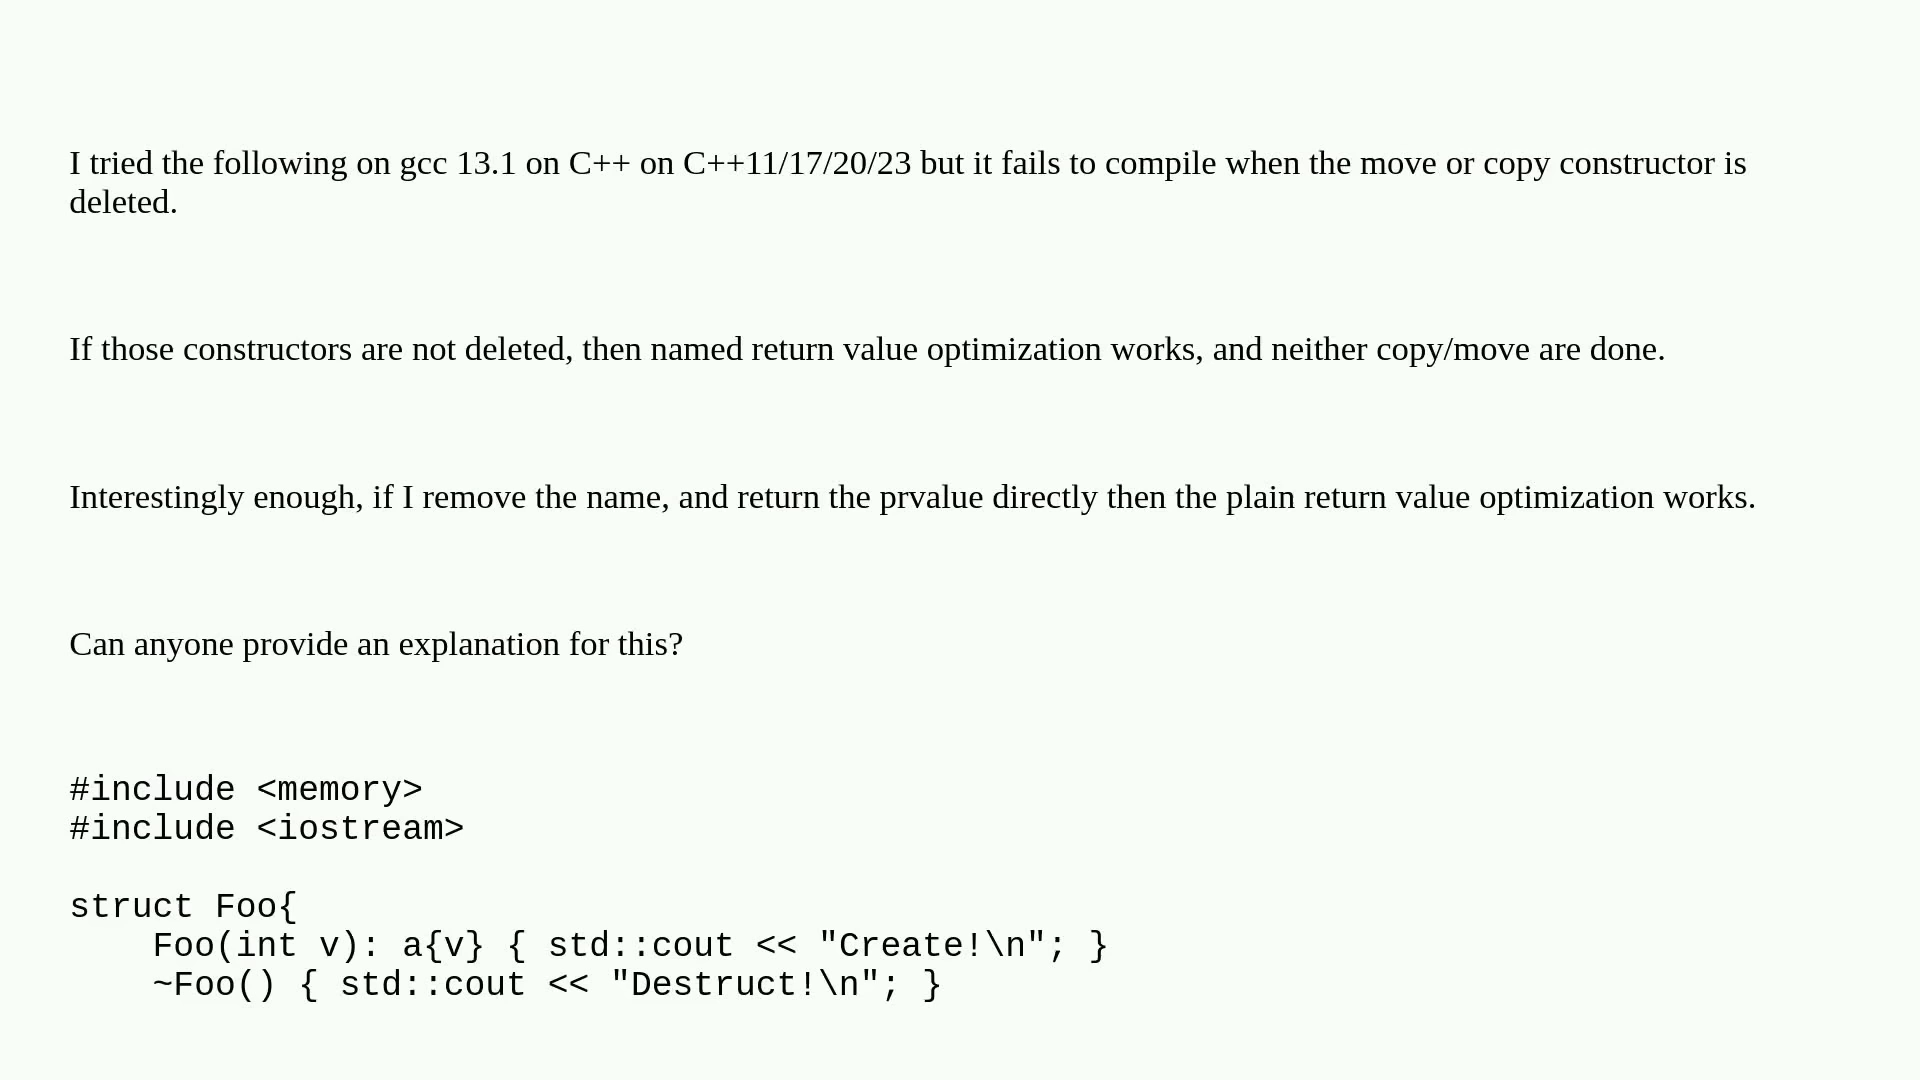 I tried the following on gcc 13.1 on C++ on C++11/17/20/23 but it fails to compile when the move or copy constructor is
deleted.
If those constructors are not deleted, then named return value optimization works, and neither copy/move are done.
Interestingly enough, if I remove the name, and return the prvalue directly then the plain return value optimization works.
Can anyone provide an explanation for this?
#include <memory>
#include <iostream>
struct Foo{
    Foo(int v): a{v} { std::cout << "Create!\n"; }
    ~Foo() { std::cout << "Destruct!\n"; }